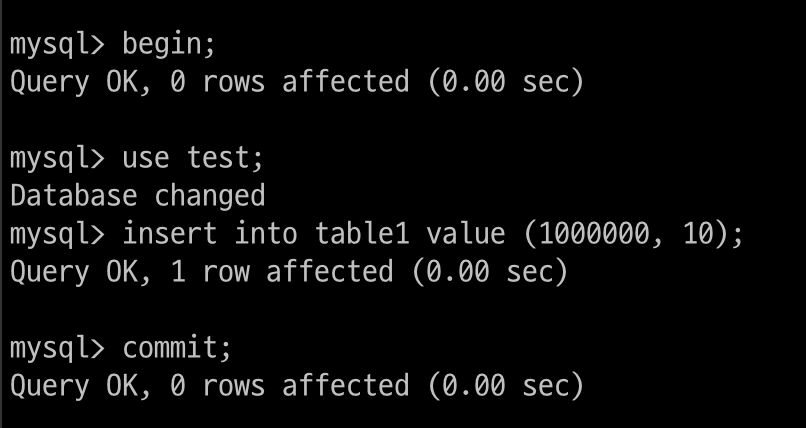 mysql> begin;
Query OK, 0 rows affected (0.00 sec)
mysql> use test;
Database changed
mysql> insert into table1 value (1000000, 10);
Query OK, 1 row affected (0.00 sec)
mysql> commit;
Query OK, 0 rows affected (0.00 sec)